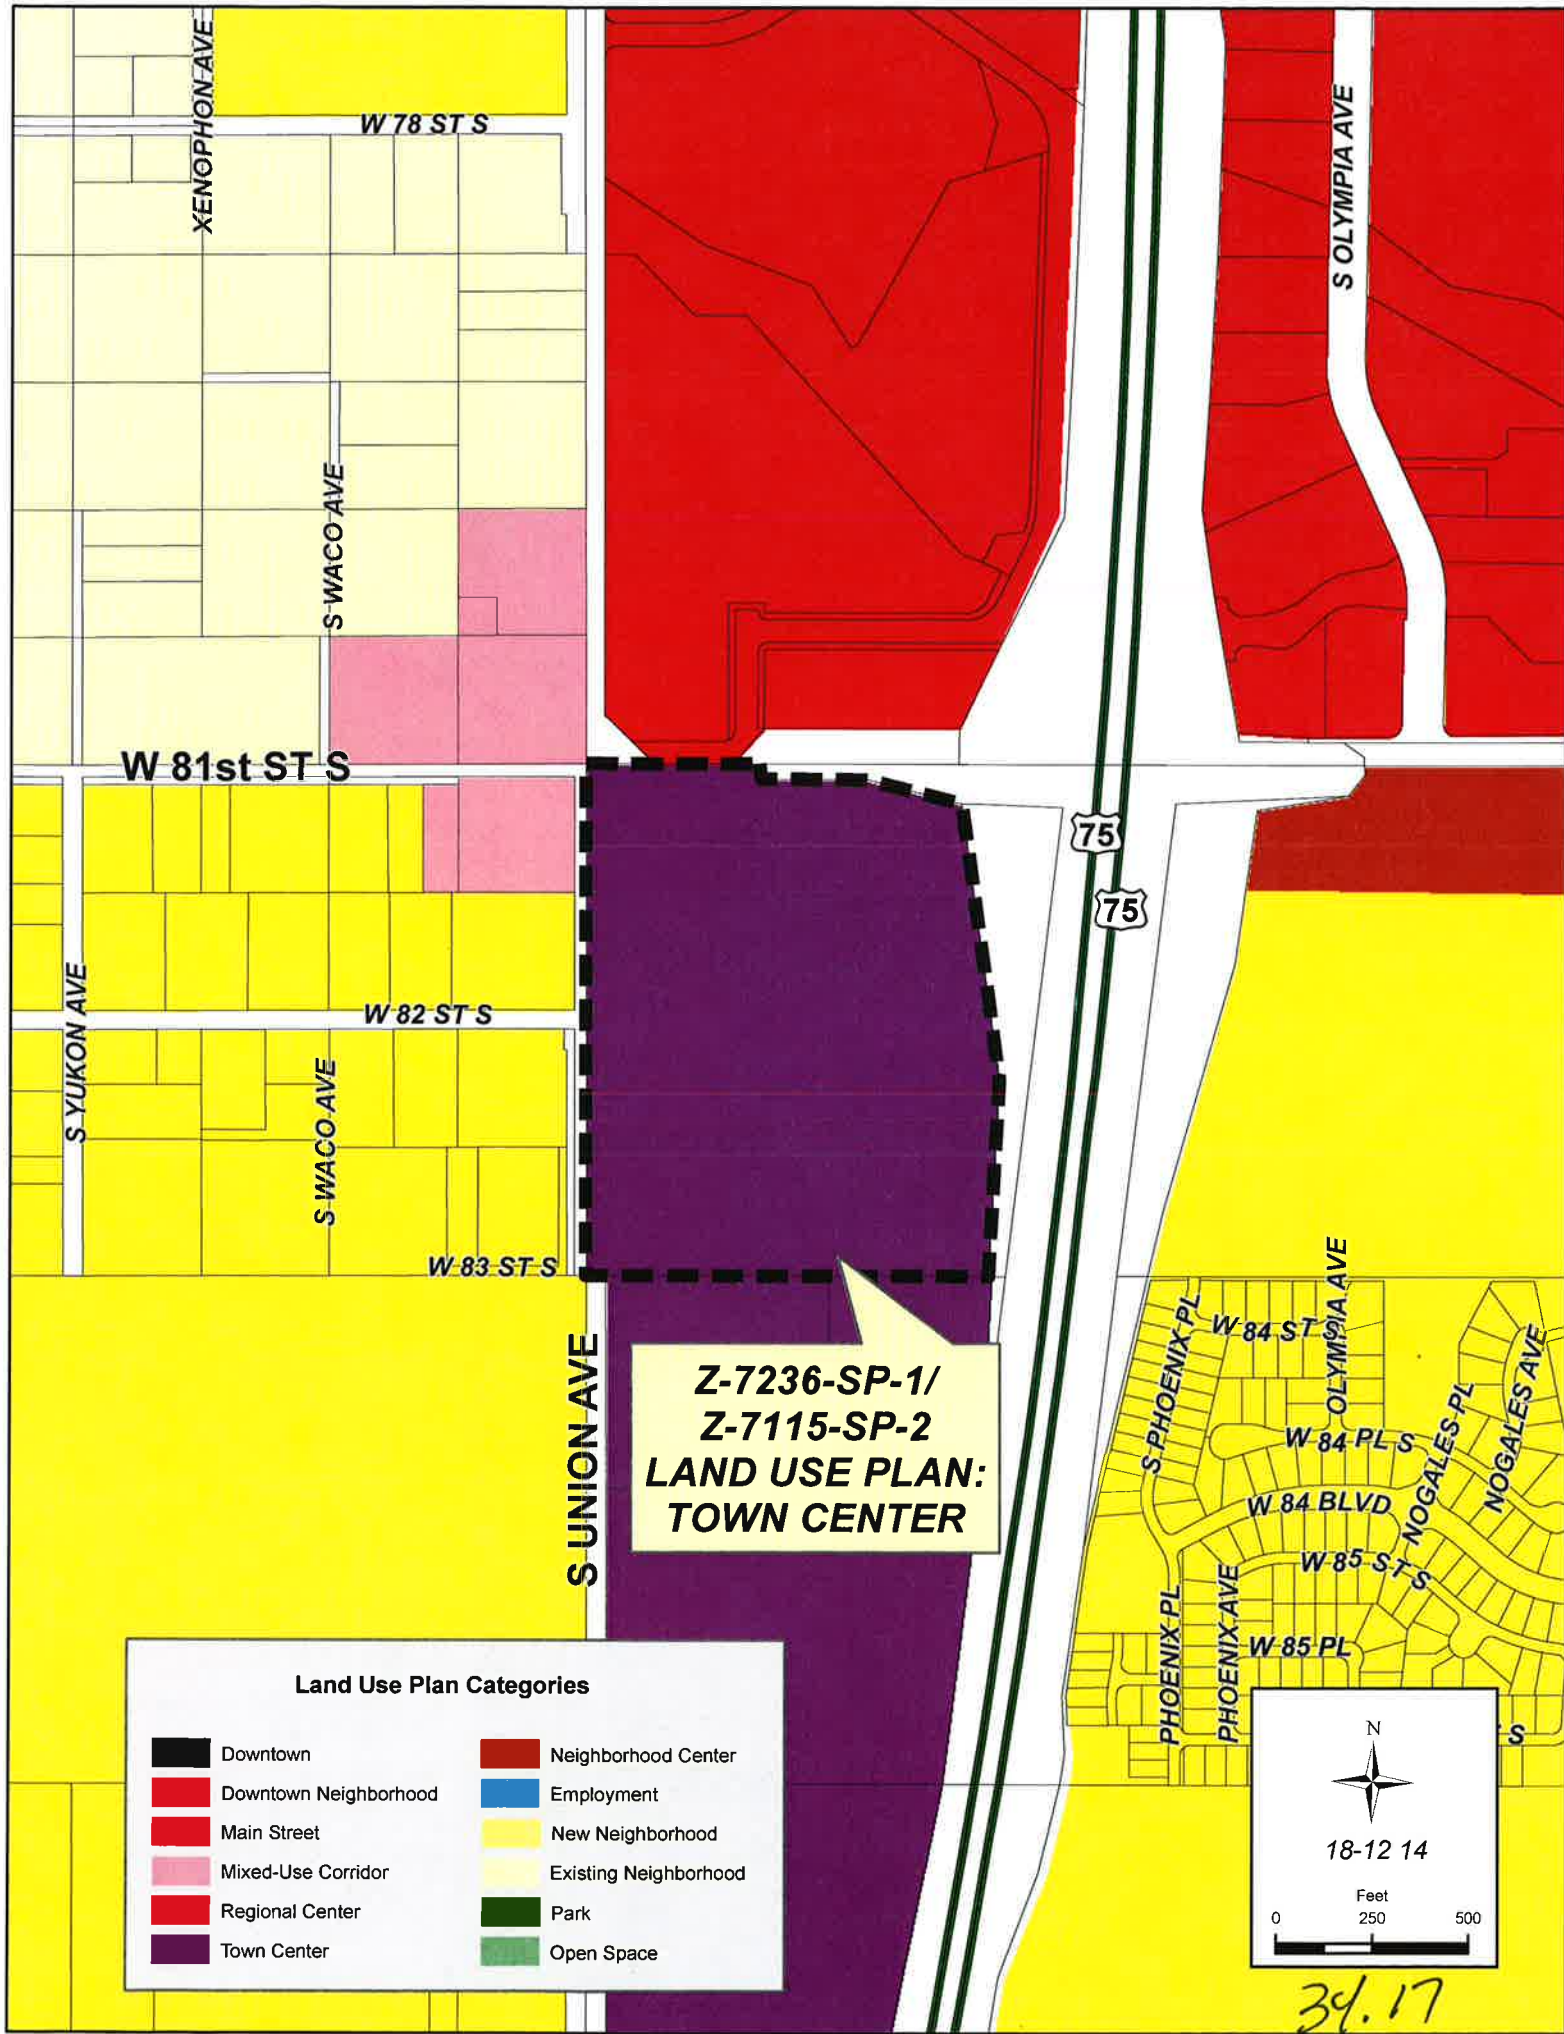 XENOPHON AVE
W 78 ST S
S OLYMPIA AVE
S WACO AVE
W 81st ST S
75
75
S YUKON AVE
W 82 ST S
S WACO AVE
W 83 ST S
S UNION AVE
Z-7236-SP-1/
Z-7115-SP-2
LAND USE PLAN:
TOWN CENTER
S PHOENIX PL
W 84 ST S
OLYMPIA AVE
W 84 PL S
NOGALES PL
NOGALES AVE
W 84 BLVD
W 85 ST S
PHOENIX PL
PHOENIX AVE
W 85 PL
S
Land Use Plan Categories
Downtown
Downtown Neighborhood
Main Street
Mixed-Use Corridor
Regional Center
Town Center
Neighborhood Center
Employment
New Neighborhood
Existing Neighborhood
Park
Open Space
N
18-12 14
Feet
0 250 500
34.17